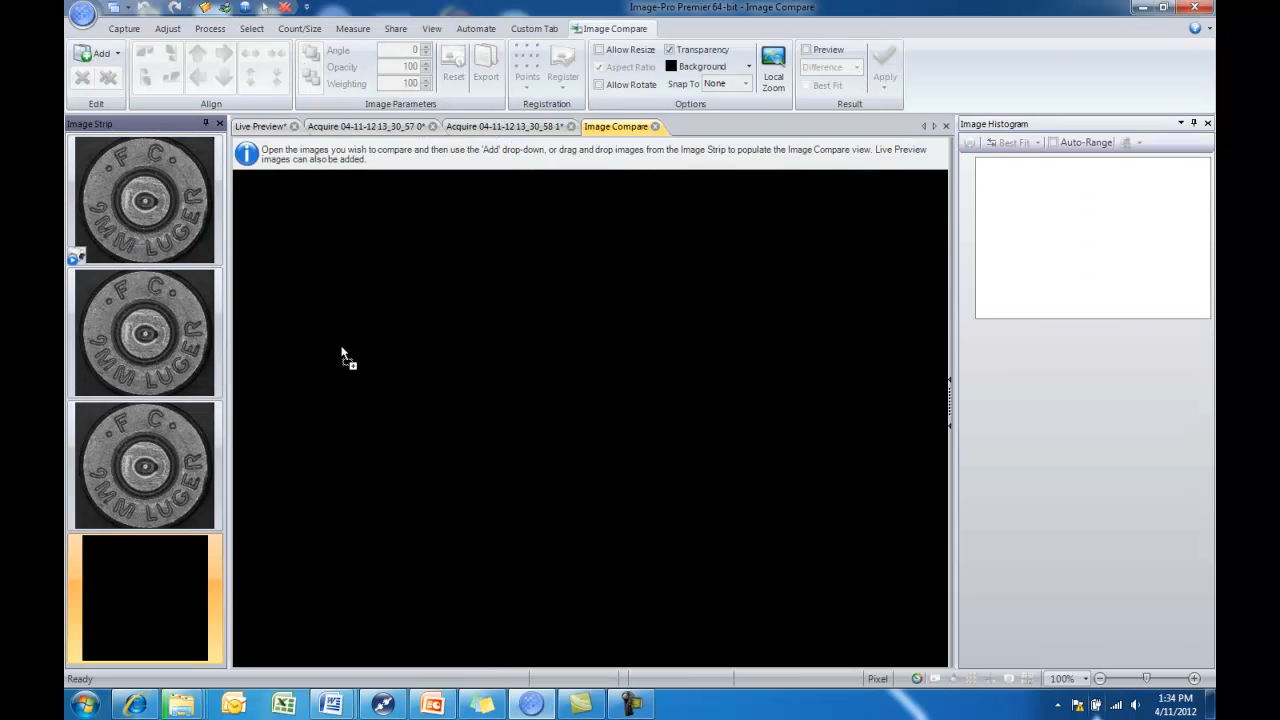 Image-Pro Premier 64-bit - Image Compare
Capture Adjust Process Select Count/Size Measure Share View Automate Custom Tab Image Compare
Add
Edit
Align
Angle 0
Opacity 100
Weighting 100
Image Parameters
Reset
Export
Points
Register
Registration
Allow Resize
Aspect Ratio
Allow Rotate
Transparency
Background
Snap To None
Options
Local
Zoom
Preview
Difference
Best Fit
Result
Apply
Image Strip
Live Preview*
Acquire 04-11-12 13_30_57 0*
Acquire 04-11-12 13_30_58 1*
Image Compare
Image Histogram
Best Fit
Auto-Range
Open the images you wish to compare and then use the 'Add' drop-down, or drag and drop images from the Image Strip to populate the Image Compare view. Live Preview
images can also be added.
. F C .
9MM LUGER
. F C .
9MM LUGER
. F C .
9MM LUGER
Ready
Pixel
100%
1:34 PM
4/11/2012